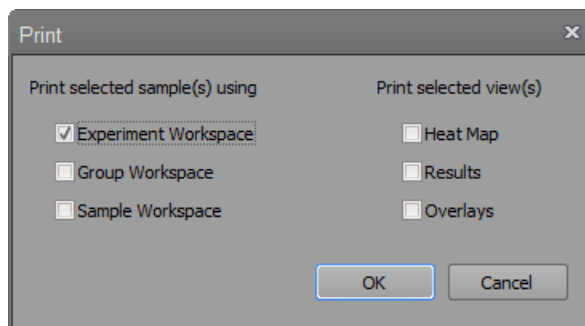 Print
Print selected sample(s) using
Print selected view(s)
Experiment Workspace
Heat Map
Group Workspace
Results
Sample Workspace
Overlays
OK
Cancel